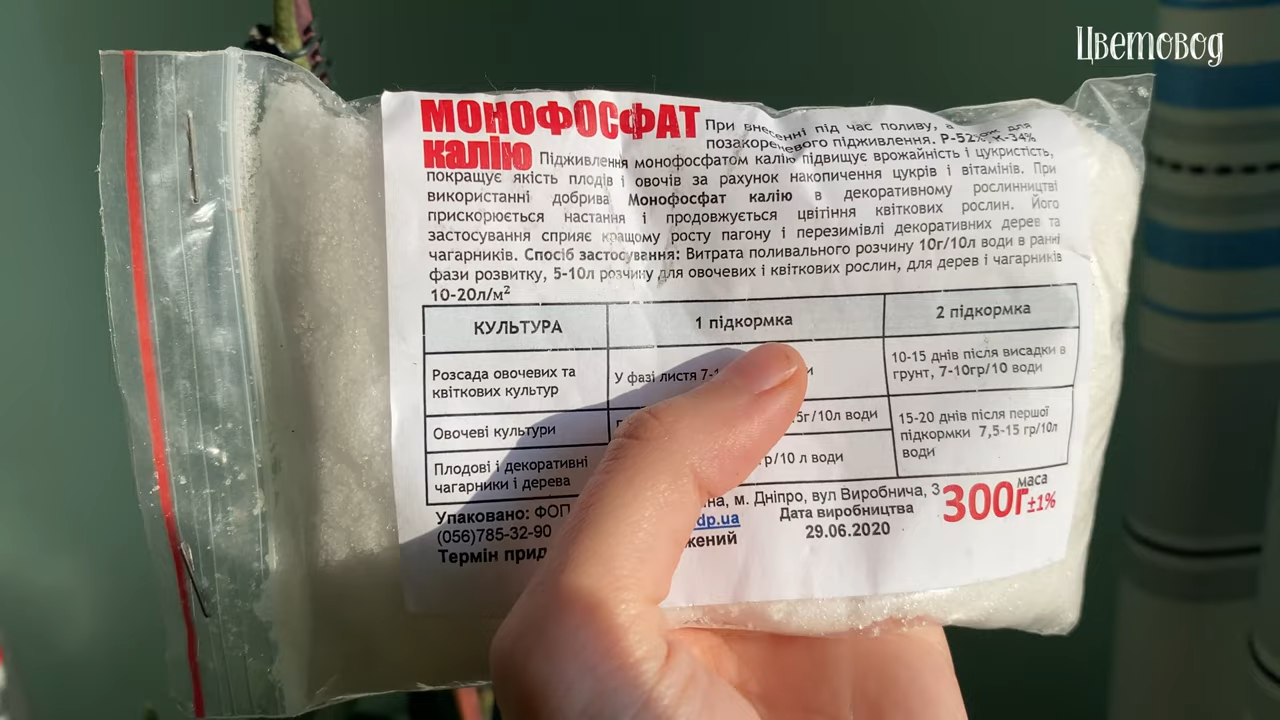 Цветовод
МОНОФОСФАТ
калію
При внесенні під час поливу, а для
позакореневого підживлення. P-52%, K-34%
Підживлення монофосфатом калію підвищує врожайність і цукристість,
покращує якість плодів і овочів за рахунок накопичення цукрів і вітамінів. При
використанні добрива Монофосфат калію в декоративному рослинництві
прискорюється настання і продовжується цвітіння квіткових рослин. Його
застосування сприяє кращому росту пагону і перезимівлі декоративних дерев та
чагарників. Спосіб застосування: Витрата поливального розчину 10г/10л води в ранні
фази розвитку, 5-10л розчину для овочевих і квіткових рослин, для дерев і чагарників
10-20л/м²
КУЛЬТУРА 1 підкормка 2 підкормка
Розсада овочевих та
квіткових культур
У фазі листя
10-15 днів після висадки в
грунт, 7-10гр/10 води
Овочеві культури
5г/10л води
15-20 днів після першої
підкормки 7,5-15 гр/10л
води
Плодові і декоративні
чагарники і дерева
гр/10 л води
Упаковано: ФОП
м. Дніпро, вул Виробнича, 3
(056)785-32-90
dp.ua
Дата виробництва
29.06.2020
Термін
маса
300г±1%